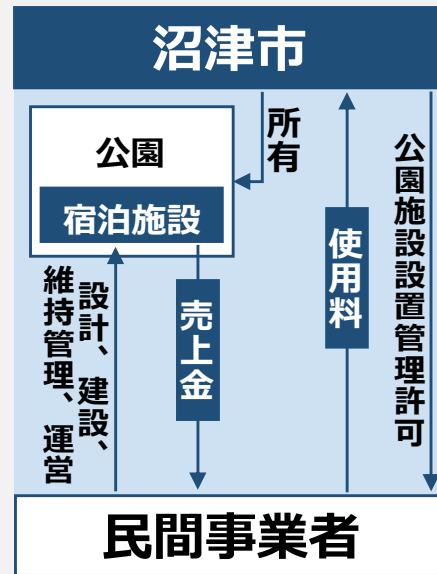 沼津市
公園
宿泊施設
所有
設計、建設、
維持管理、運営
売上金
使用料
公園施設設置管理許可
民間事業者